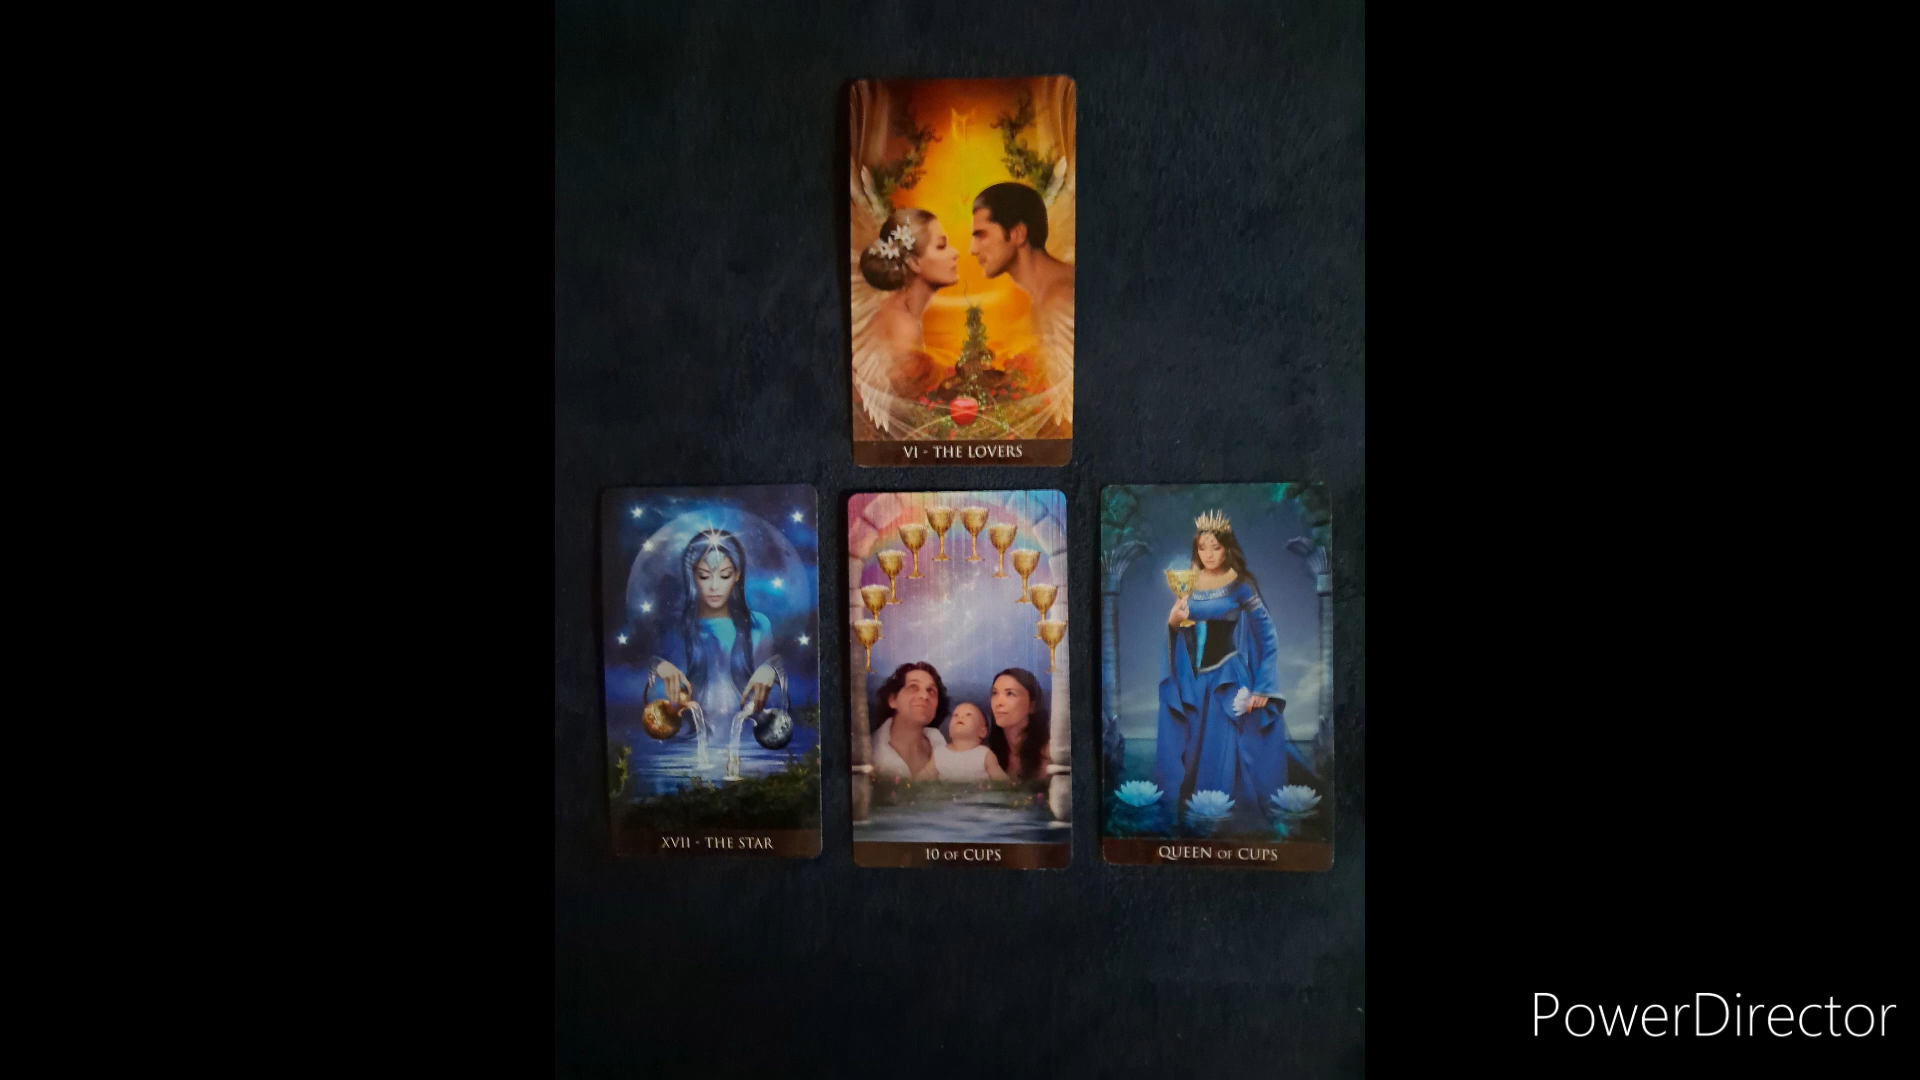 VI - THE LOVERS
XVII - THE STAR
10 OF CUPS
QUEEN OF CUPS
PowerDirector